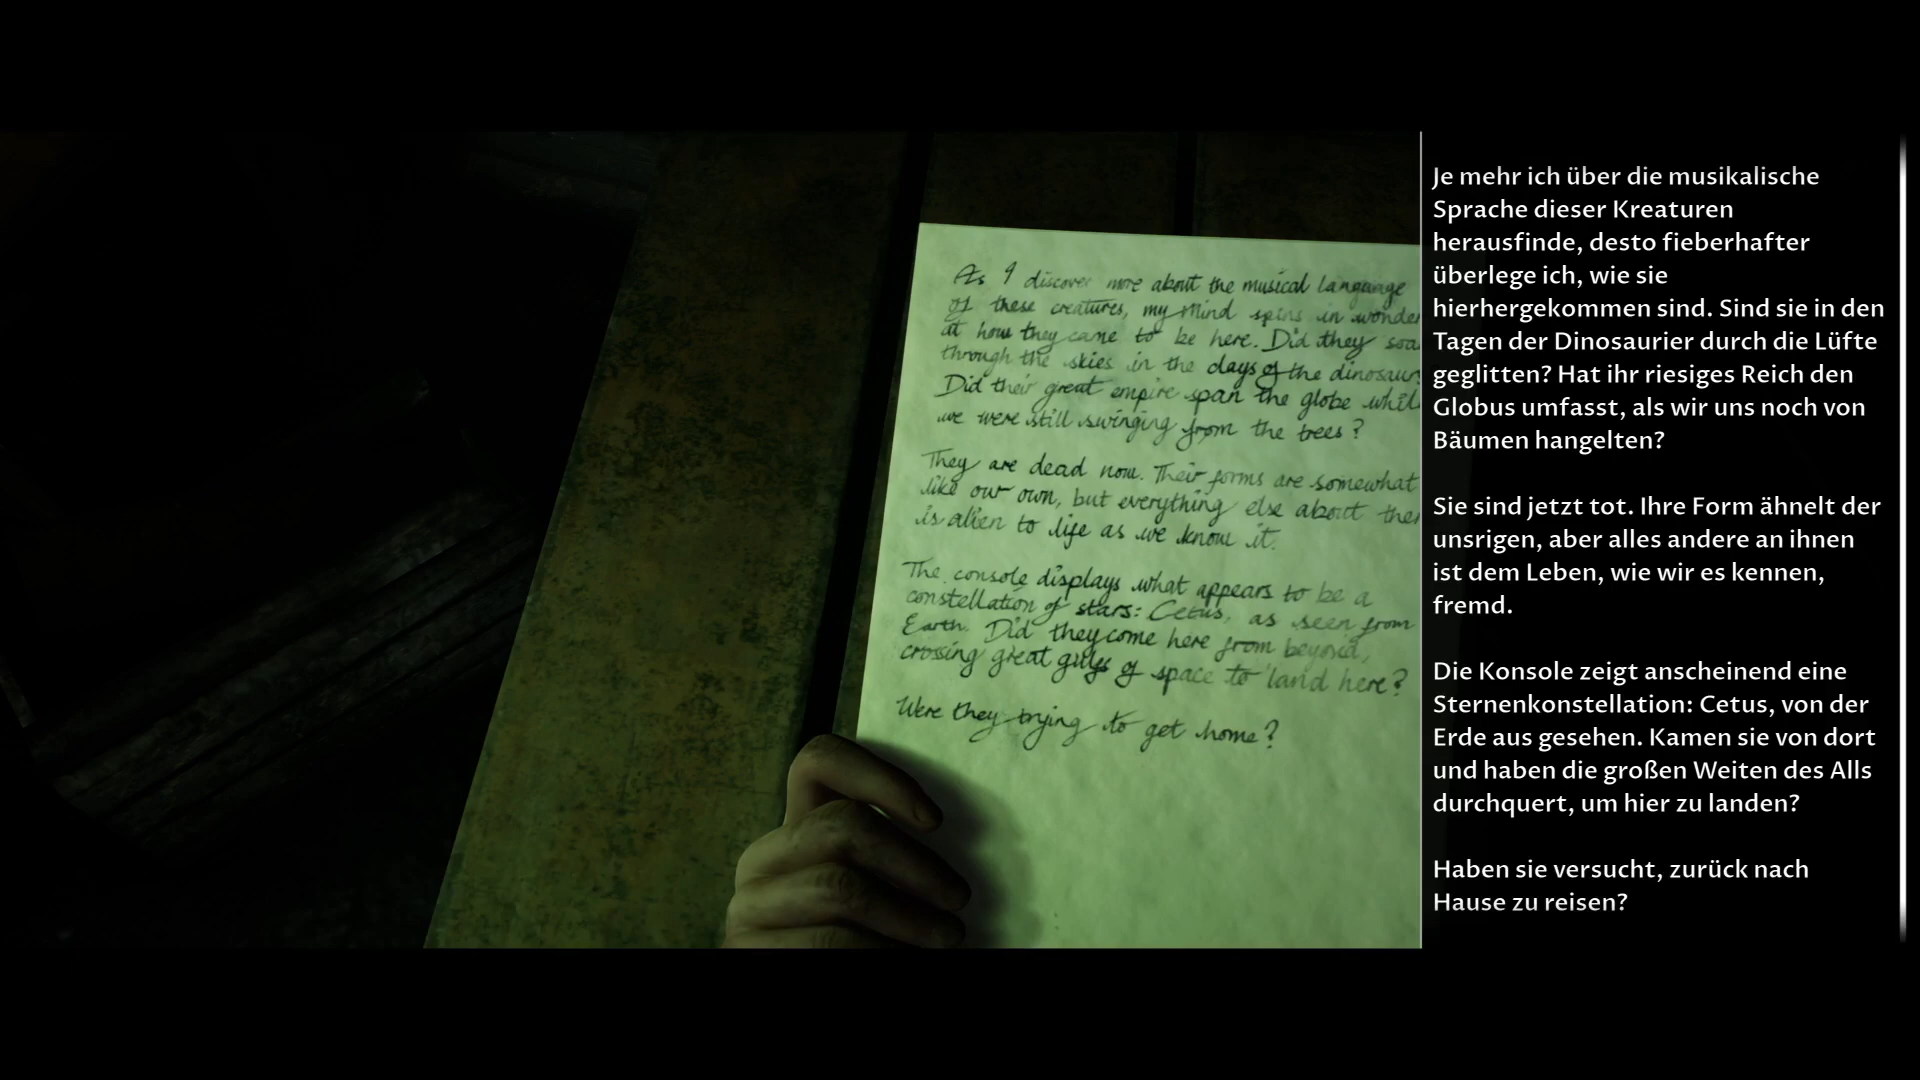 As I discover more about the musical language
of these creatures, my mind spins in wonder
at how they came to be here. Did they soa
through the skies in the days of the dinosaur
Did their great empire span the globe whil
we were still swinging from the trees?
They are dead now. Their forms are somewhat
like our own, but everything else about the
is alien to life as we know it.
The console displays what appears to be a
constellation of stars: Cetus, as seen from
Earth. Did they come here from beyond,
crossing great gulfs of space to land here?
Were they trying to get home?
Je mehr ich über die musikalische
Sprache dieser Kreaturen
herausfinde, desto fieberhafter
überlege ich, wie sie
hierhergekommen sind. Sind sie in den
Tagen der Dinosaurier durch die Lüfte
geglitten? Hat ihr riesiges Reich den
Globus umfasst, als wir uns noch von
Bäumen hangelten?
Sie sind jetzt tot. Ihre Form ähnelt der
unsrigen, aber alles andere an ihnen
ist dem Leben, wie wir es kennen,
fremd.
Die Konsole zeigt anscheinend eine
Sternenkonstellation: Cetus, von der
Erde aus gesehen. Kamen sie von dort
und haben die großen Weiten des Alls
durchquert, um hier zu landen?
Haben sie versucht, zurück nach
Hause zu reisen?